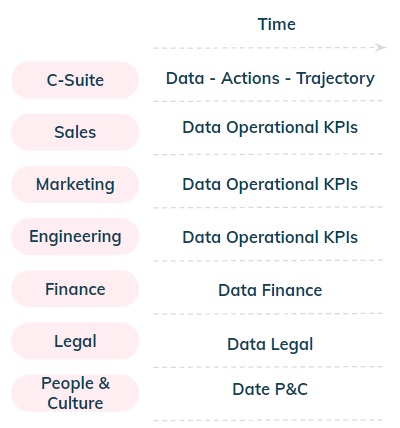 Time
C-Suite
Data - Actions - Trajectory
Sales
Data Operational KPIs
Marketing
Data Operational KPIs
Engineering
Data Operational KPIs
Finance
Data Finance
Legal
Data Legal
People &
Culture
Date P&C